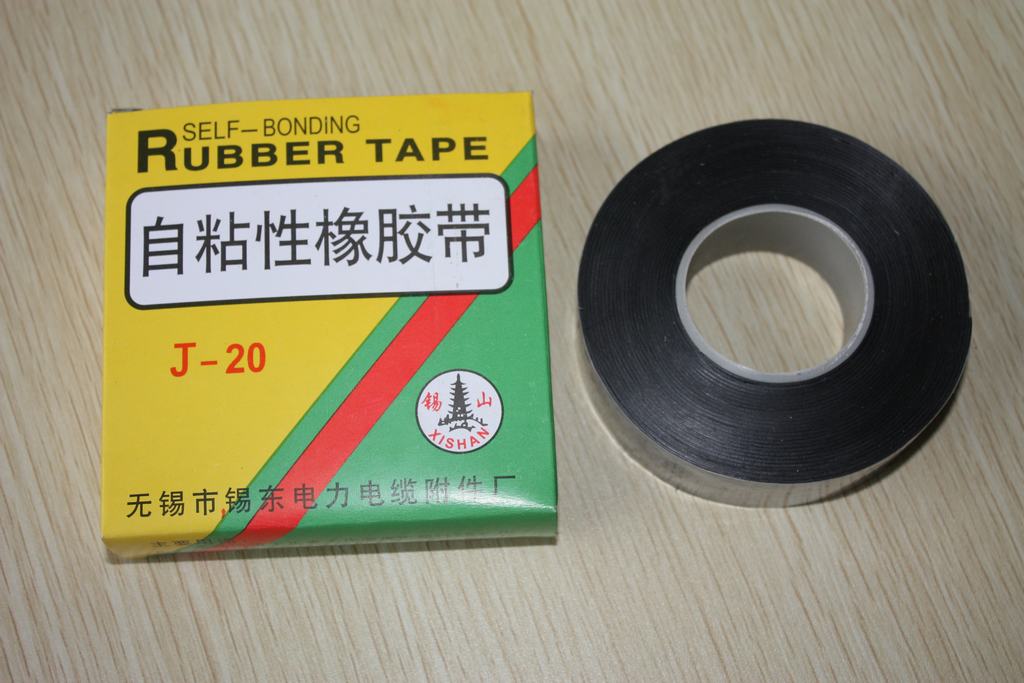 SELF-BONDiNG
RUBBER TAPE
自粘性橡胶带
J-20
锡山
XISHAN
无锡市锡东电力电缆附件厂